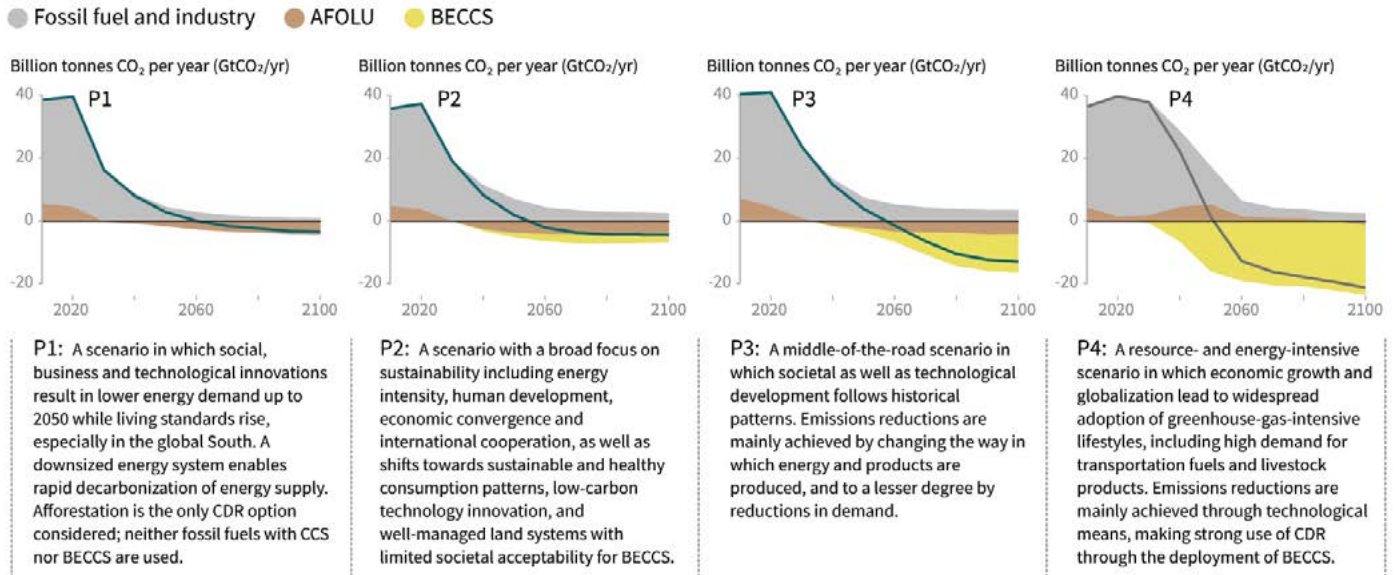 Fossil fuel and industry AFOLU BECCS
Billion tonnes CO₂ per year (GtCO₂/yr)
40
P1
20
0
-20
2020 2060 2100
Billion tonnes CO₂ per year (GtCO₂/yr)
40
P2
20
0
-20
2020 2060 2100
Billion tonnes CO₂ per year (GtCO₂/yr)
40
P3
20
0
-20
2020 2060 2100
Billion tonnes CO₂ per year (GtCO₂/yr)
40
P4
20
0
-20
2020 2060 2100
P1: A scenario in which social,
business and technological innovations
result in lower energy demand up to
2050 while living standards rise,
especially in the global South. A
downsized energy system enables
rapid decarbonization of energy supply.
Afforestation is the only CDR option
considered; neither fossil fuels with CCS
nor BECCS are used.
P2: A scenario with a broad focus on
sustainability including energy
intensity, human development,
economic convergence and
international cooperation, as well as
shifts towards sustainable and healthy
consumption patterns, low-carbon
technology innovation, and
well-managed land systems with
limited societal acceptability for BECCS.
P3: A middle-of-the-road scenario in
which societal as well as technological
development follows historical
patterns. Emissions reductions are
mainly achieved by changing the way in
which energy and products are
produced, and to a lesser degree by
reductions in demand.
P4: A resource- and energy-intensive
scenario in which economic growth and
globalization lead to widespread
adoption of greenhouse-gas-intensive
lifestyles, including high demand for
transportation fuels and livestock
products. Emissions reductions are
mainly achieved through technological
means, making strong use of CDR
through the deployment of BECCS.